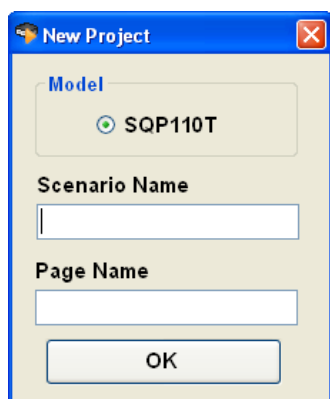 New Project
Model
SQP110T
Scenario Name
Page Name
OK